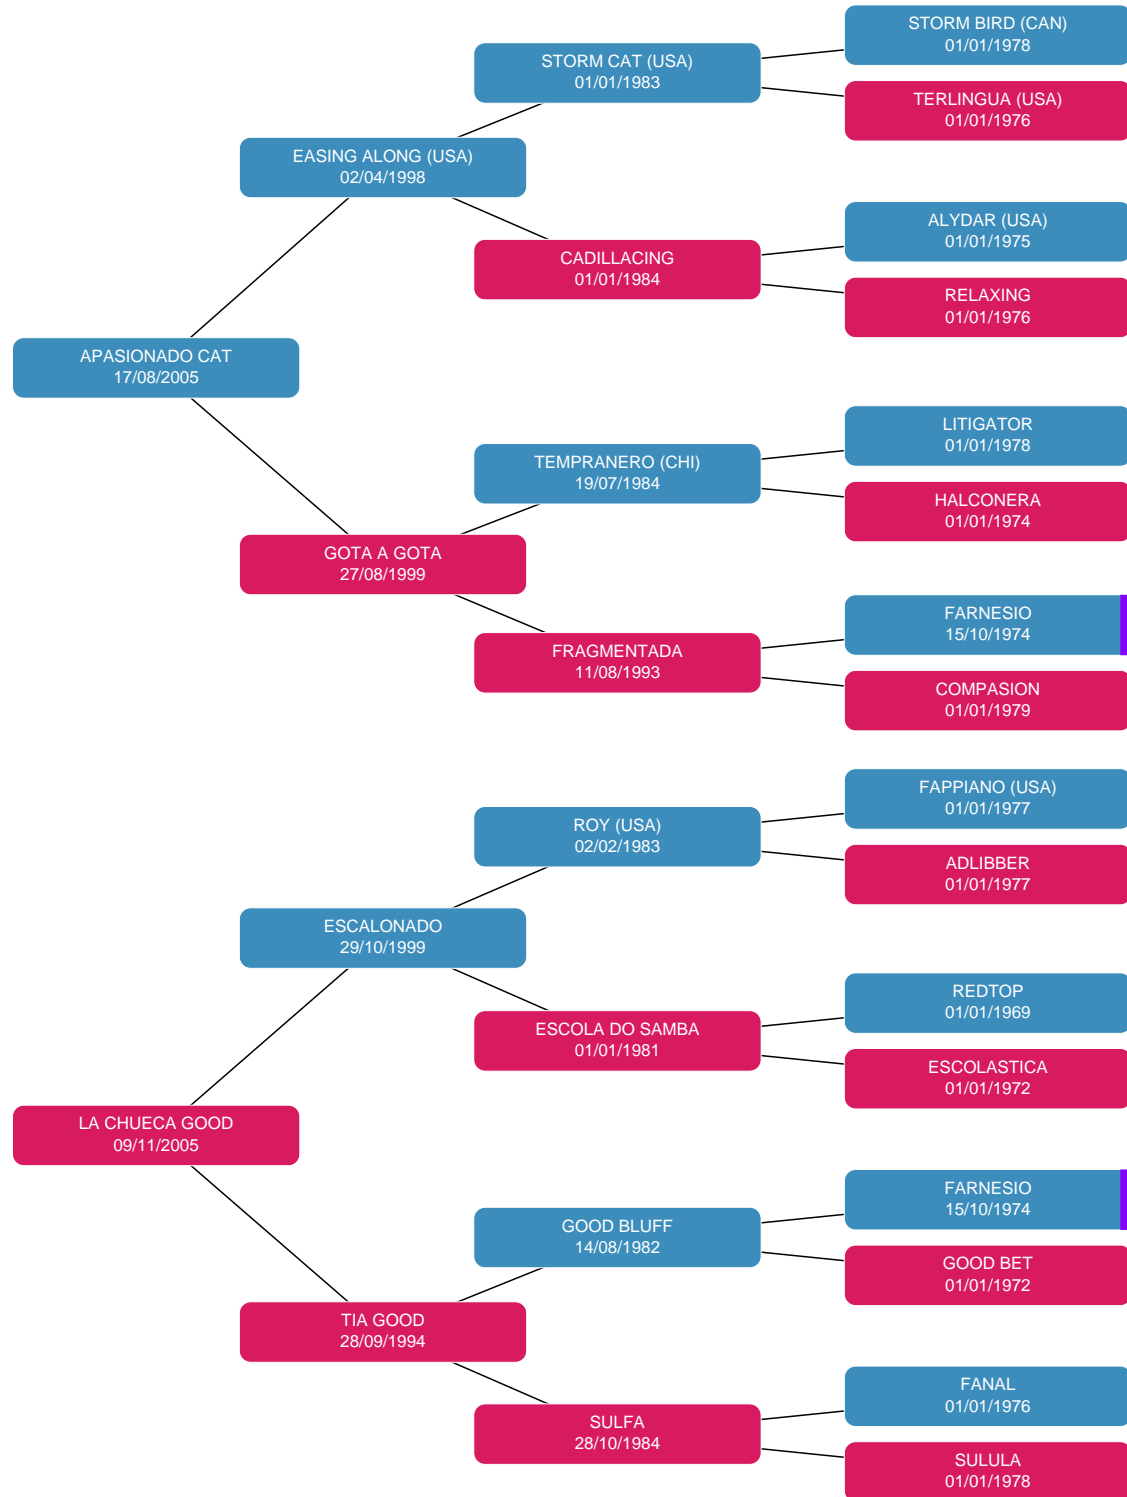 STORM BIRD (CAN)
01/01/1978
STORM CAT (USA)
01/01/1983
TERLINGUA (USA)
01/01/1976
EASING ALONG (USA)
02/04/1998
ALYDAR (USA)
01/01/1975
CADILLACING
01/01/1984
RELAXING
01/01/1976
APASIONADO CAT
17/08/2005
LITIGATOR
01/01/1978
TEMPRANERO (CHI)
19/07/1984
HALCONERA
01/01/1974
GOTA A GOTA
27/08/1999
FARNESIO
15/10/1974
FRAGMENTADA
11/08/1993
COMPASION
01/01/1979
FAPPIANO (USA)
01/01/1977
ROY (USA)
02/02/1983
ADLIBBER
01/01/1977
ESCALONADO
29/10/1999
REDTOP
01/01/1969
ESCOLA DO SAMBA
01/01/1981
ESCOLASTICA
01/01/1972
LA CHUECA GOOD
09/11/2005
FARNESIO
15/10/1974
GOOD BLUFF
14/08/1982
GOOD BET
01/01/1972
TIA GOOD
28/09/1994
FANAL
01/01/1976
SULFA
28/10/1984
SULULA
01/01/1978